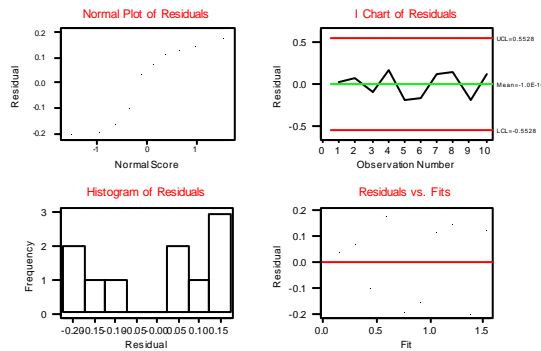 Normal Plot of Residuals
0.2
0.1
0.0
-0.1
-0.2
Residual
-1
0
1
Normal Score
I Chart of Residuals
0.5
0.0
-0.5
Residual
UCL=0.5528
Mean=-1.0E-1
LCL=-0.5528
0 1 2 3 4 5 6 7 8 9 10
Observation Number
Histogram of Residuals
3
2
1
0
Frequency
-0.20 -0.15 -0.10 -0.05 -0.00 0.05 0.10 0.15
Residual
Residuals vs. Fits
0.2
0.1
0.0
-0.1
-0.2
Residual
0.0 0.5 1.0 1.5
Fit